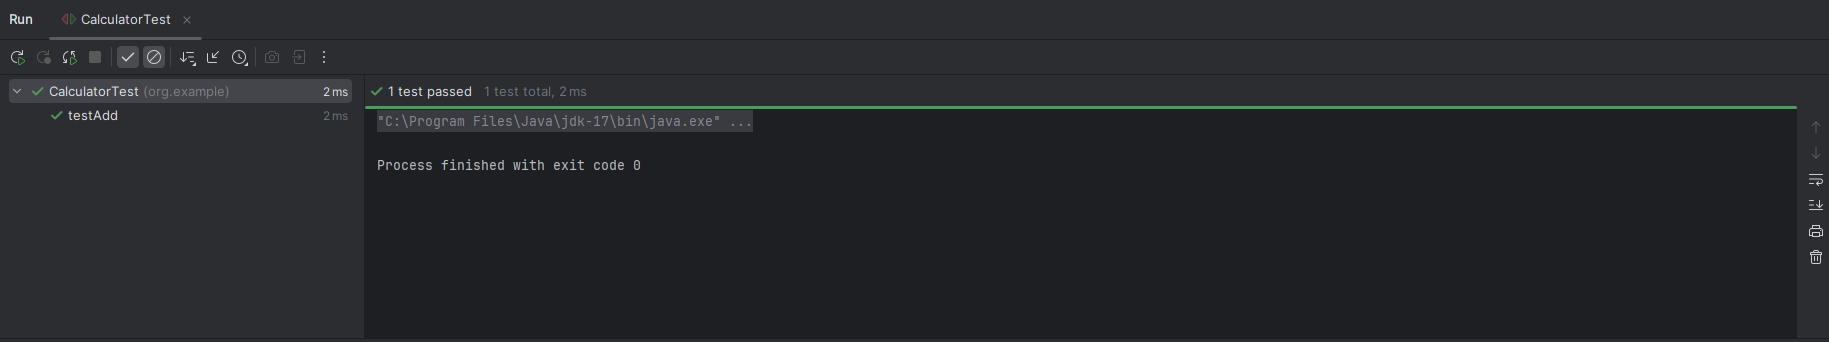 Run CalculatorTest
CalculatorTest (org.example) 2 ms
testAdd 2 ms
1 test passed 1 test total, 2 ms
"C:\Program Files\Java\jdk-17\bin\java.exe" ...
Process finished with exit code 0